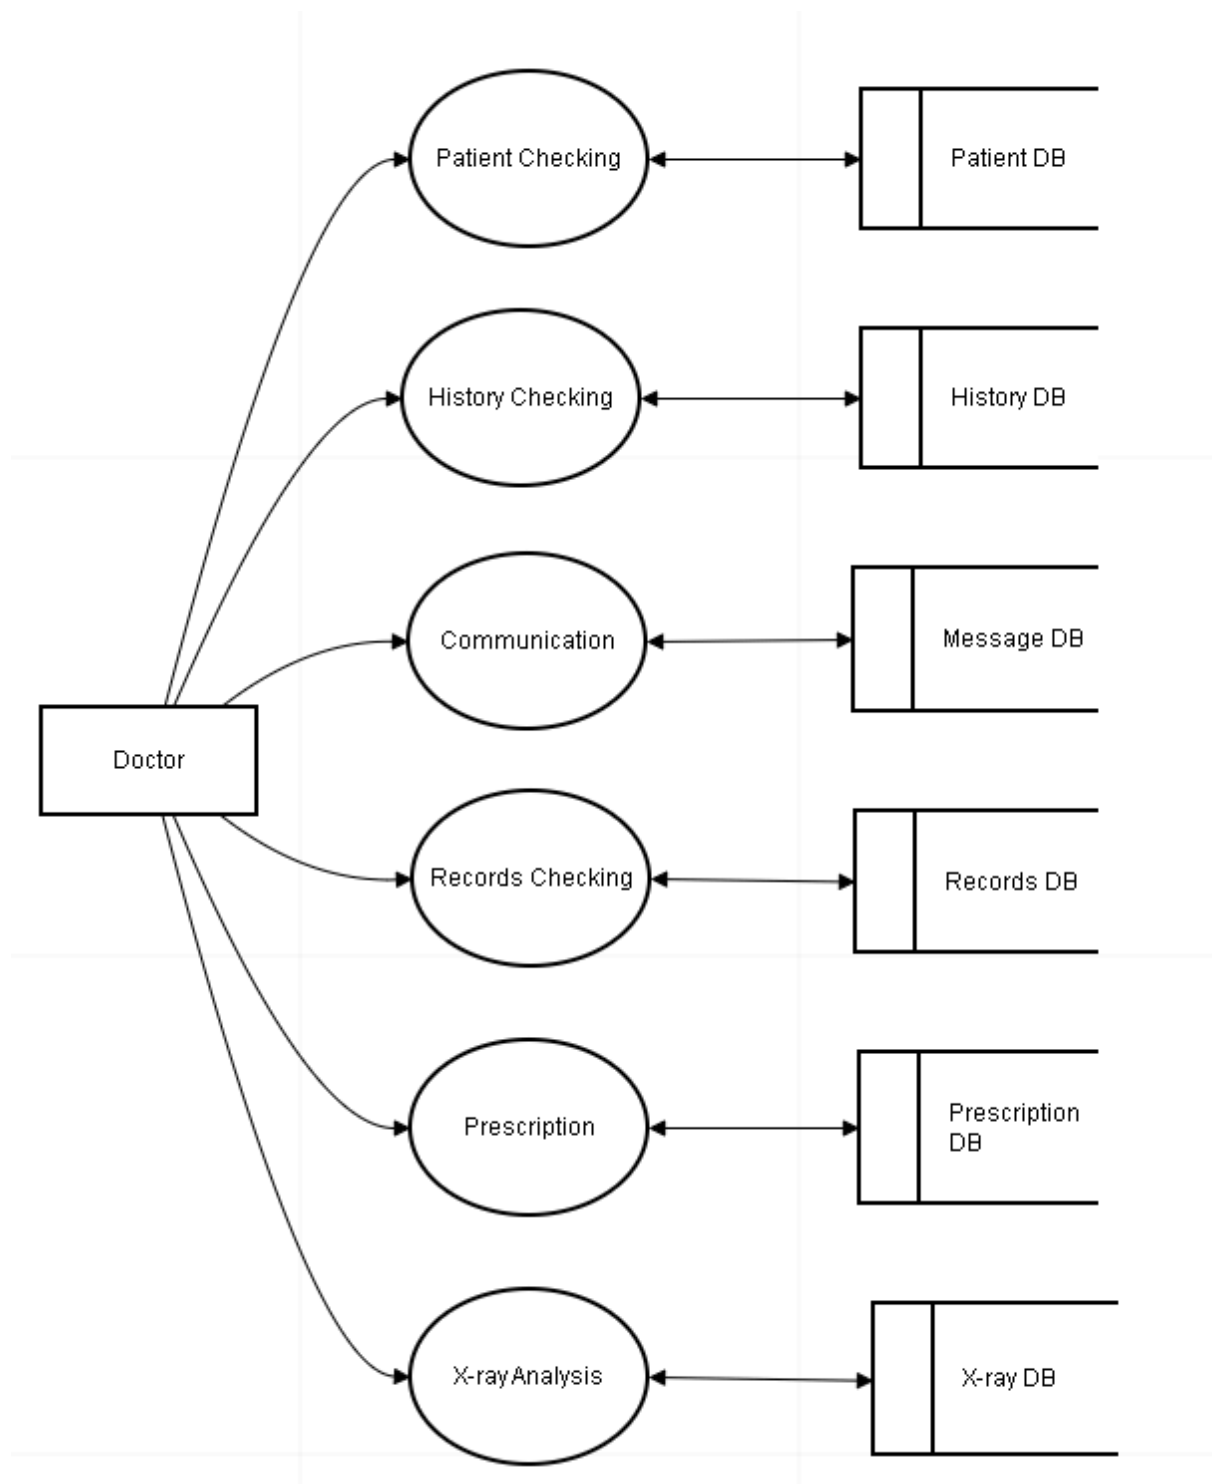 Patient Checking
Patient DB
History Checking
History DB
Communication
Message DB
Doctor
Records Checking
Records DB
Prescription
Prescription
DB
X-ray Analysis
X-ray DB